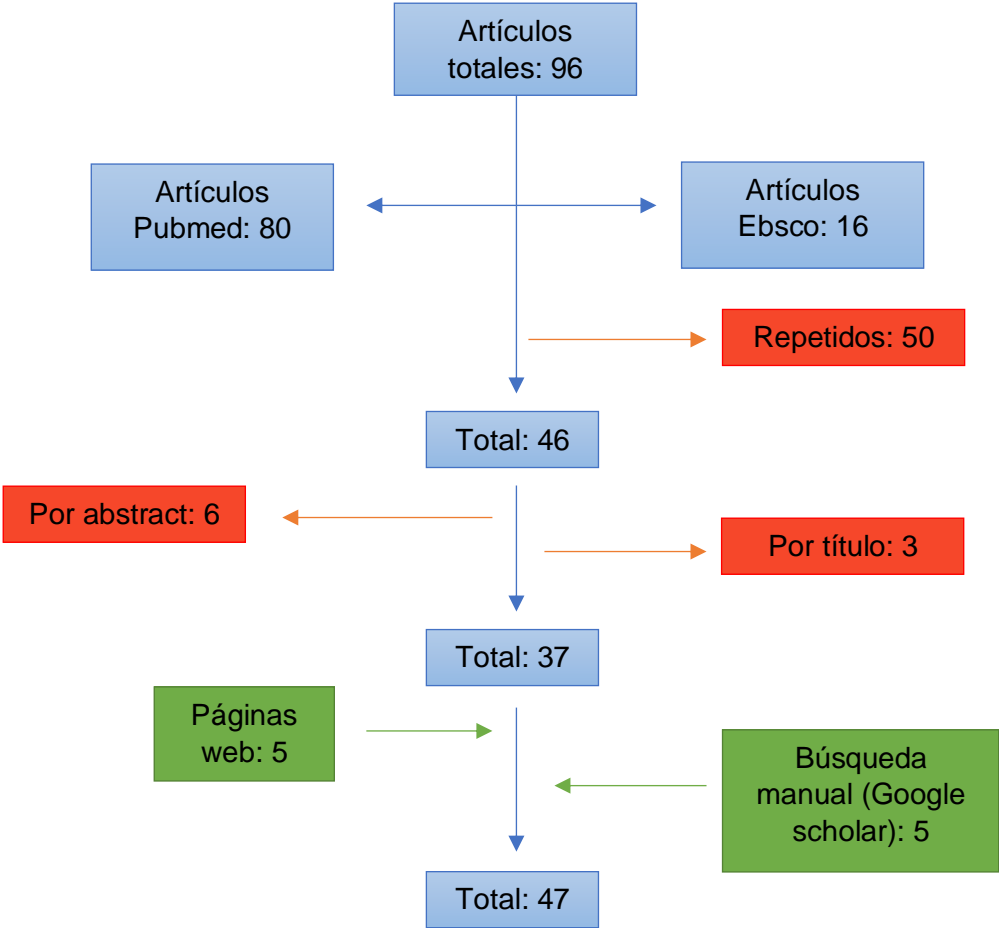 Artículos
totales: 96
Artículos
Pubmed: 80
Artículos
Ebsco: 16
Repetidos: 50
Total: 46
Por abstract: 6
Por título: 3
Total: 37
Páginas
web: 5
Búsqueda
manual (Google
scholar): 5
Total: 47